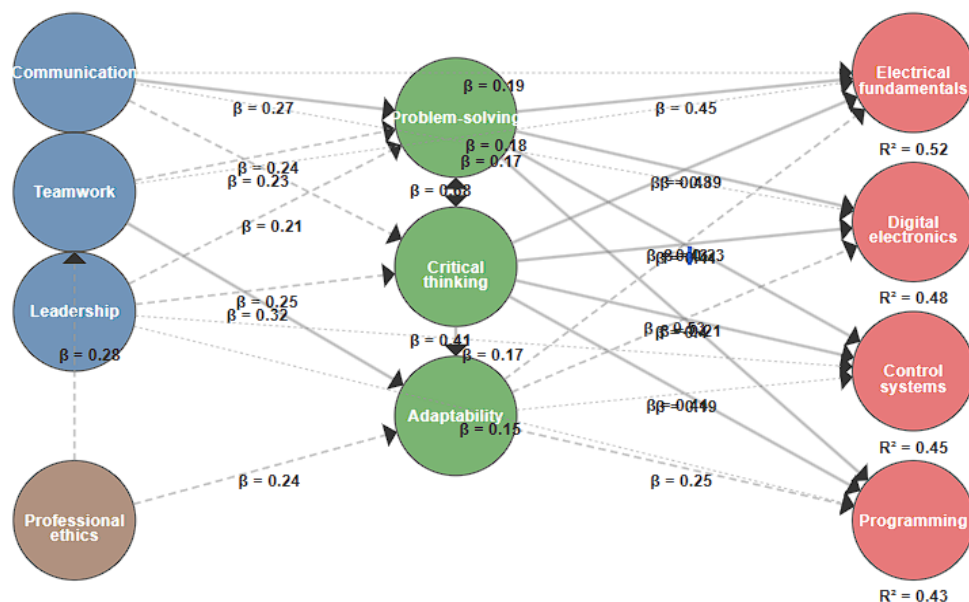 Communication
Electrical
fundamentals
β = 0.19
β = 0.27
β = 0.45
Problem-solving
β = 0.18
R² = 0.52
β = 0.17
β = 0.24
β = 0.23
Teamwork
β = 0.68
Digital
electronics
β = 0.21
Critical
thinking
R² = 0.48
β = 0.25
Leadership
β = 0.32
β = 0.41
β = 0.28
β = 0.17
Control
systems
Adaptability
β = 0.15
R² = 0.45
β = 0.24
β = 0.25
Professional
ethics
Programming
R² = 0.43